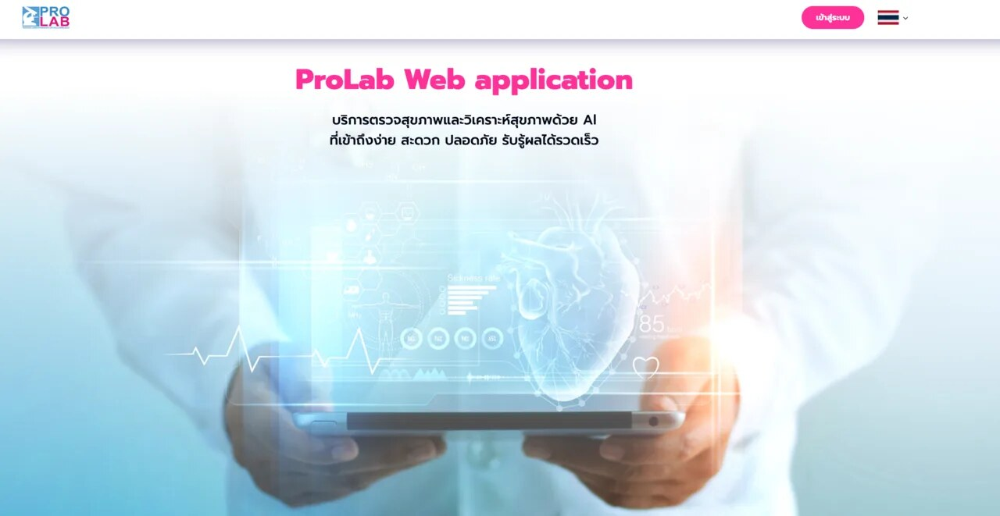 PRO
LAB
เข้าสู่ระบบ
ProLab Web application
บริการตรวจสุขภาพและวิเคราะห์สุขภาพด้วย AI
ที่เข้าถึงง่าย สะดวก ปลอดภัย รับรู้ผลได้รวดเร็ว
Sickness rate
85